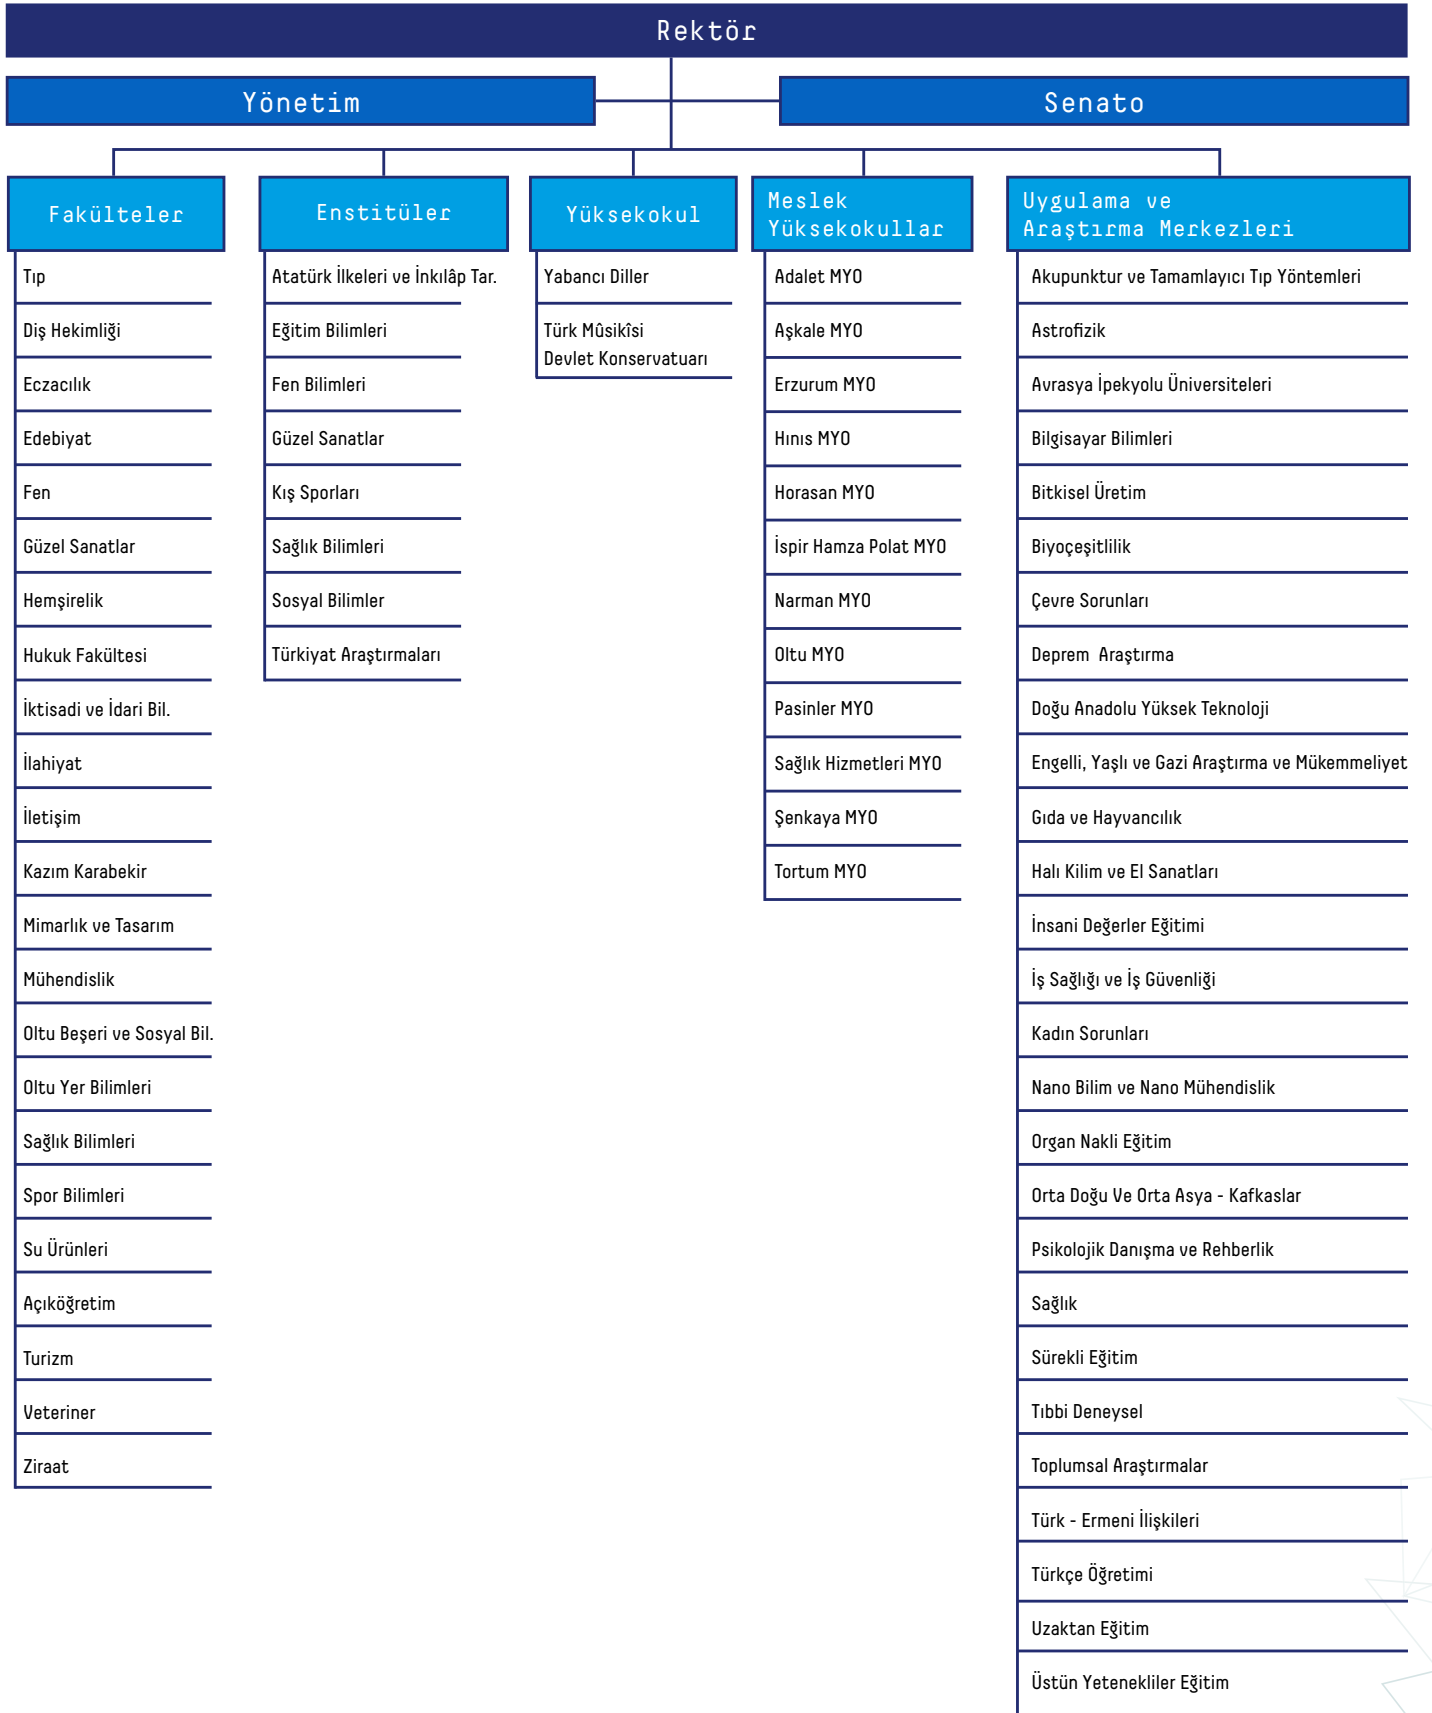 Rektör
Yönetim
Senato
Fakülteler
Tıp
Diş Hekimliği
Eczacılık
Edebiyat
Fen
Güzel Sanatlar
Hemşirelik
Hukuk Fakültesi
İktisadi ve İdari Bil.
İlahiyat
İletişim
Kazım Karabekir
Mimarlık ve Tasarım
Mühendislik
Oltu Beşeri ve Sosyal Bil.
Oltu Yer Bilimleri
Sağlık Bilimleri
Spor Bilimleri
Su Ürünleri
Açıköğretim
Turizm
Veteriner
Ziraat
Enstitüler
Atatürk İlkeleri ve İnkılâp Tar.
Eğitim Bilimleri
Fen Bilimleri
Güzel Sanatlar
Kış Sporları
Sağlık Bilimleri
Sosyal Bilimler
Türkiyat Araştırmaları
Yüksekokul
Yabancı Diller
Türk Mûsikîsi
Devlet Konservatuarı
Meslek
Yüksekokullar
Adalet MYO
Aşkale MYO
Erzurum MYO
Hınıs MYO
Horasan MYO
İspir Hamza Polat MYO
Narman MYO
Oltu MYO
Pasinler MYO
Sağlık Hizmetleri MYO
Şenkaya MYO
Tortum MYO
Uygulama ve
Araştırma Merkezleri
Akupunktur ve Tamamlayıcı Tıp Yöntemleri
Astrofizik
Avrasya İpekyolu Üniversiteleri
Bilgisayar Bilimleri
Bitkisel Üretim
Biyoçeşitlilik
Çevre Sorunları
Deprem Araştırma
Doğu Anadolu Yüksek Teknoloji
Engelli, Yaşlı ve Gazi Araştırma ve Mükemmeliyet
Gıda ve Hayvancılık
Halı Kilim ve El Sanatları
İnsani Değerler Eğitimi
İş Sağlığı ve İş Güvenliği
Kadın Sorunları
Nano Bilim ve Nano Mühendislik
Organ Nakli Eğitim
Orta Doğu Ve Orta Asya - Kafkaslar
Psikolojik Danışma ve Rehberlik
Sağlık
Sürekli Eğitim
Tıbbi Deneysel
Toplumsal Araştırmalar
Türk - Ermeni İlişkileri
Türkçe Öğretimi
Uzaktan Eğitim
Üstün Yetenekliler Eğitim